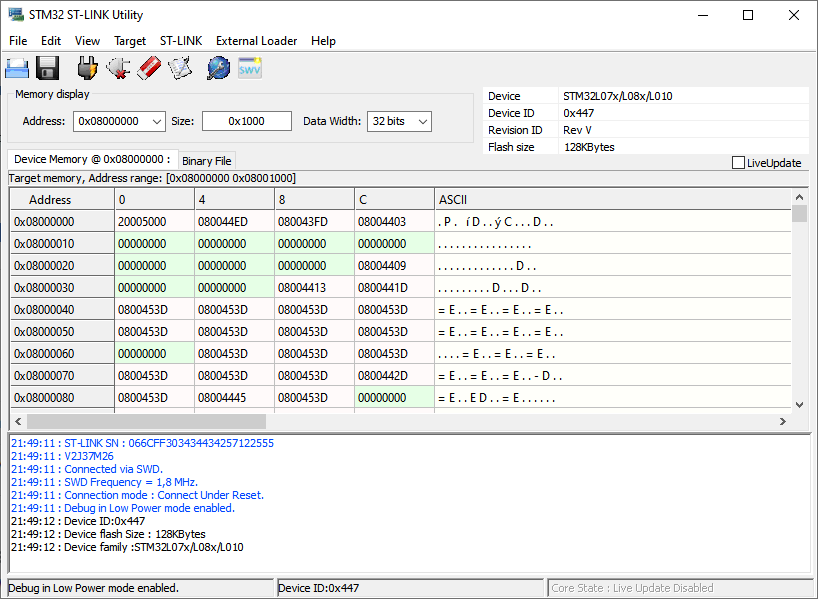 STM32 ST-LINK Utility
File Edit View Target ST-LINK External Loader Help
SWV
Memory display
Address: 0x08000000 Size: 0x1000 Data Width: 32 bits
Device STM32L07x/L08x/L010
Device ID 0x447
Revision ID Rev V
Flash size 128KBytes
LiveUpdate
Device Memory @ 0x08000000 : Binary File
Target memory, Address range: [0x08000000 0x08001000]
Address 0 4 8 C ASCII
0x08000000 20005000 080044ED 080043FD 08004403 .P. íD..ýC...D..
0x08000010 00000000 00000000 00000000 00000000 ................
0x08000020 00000000 00000000 00000000 08004409 .............D..
0x08000030 00000000 00000000 08004413 0800441D .........D...D..
0x08000040 0800453D 0800453D 0800453D 0800453D =E..=E..=E..=E..
0x08000050 0800453D 0800453D 0800453D 0800453D =E..=E..=E..=E..
0x08000060 00000000 0800453D 0800453D 0800453D ....=E..=E..=E..
0x08000070 0800453D 0800453D 0800453D 0800442D =E..=E..=E..-D..
0x08000080 0800453D 08004445 0800453D 00000000 =E..ED..=E......
21:49:11 : ST-LINK SN : 066CFF303434434257122555
21:49:11 : V2J37M26
21:49:11 : Connected via SWD.
21:49:11 : SWD Frequency = 1,8 MHz.
21:49:11 : Connection mode : Connect Under Reset.
21:49:11 : Debug in Low Power mode enabled.
21:49:12 : Device ID:0x447
21:49:12 : Device flash Size : 128KBytes
21:49:12 : Device family :STM32L07x/L08x/L010
Debug in Low Power mode enabled. Device ID:0x447 Core State : Live Update Disabled